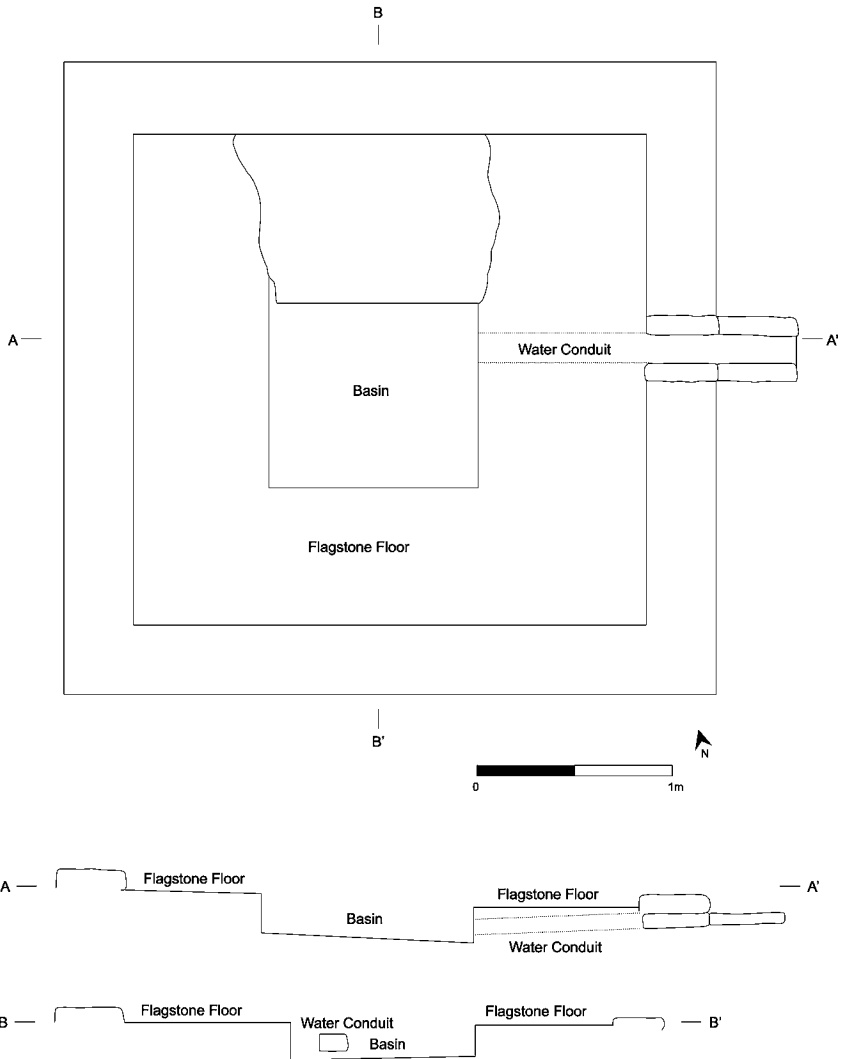 B
A
A'
Water Conduit
Basin
Flagstone Floor
B'
N
0 1m
A Flagstone Floor Flagstone Floor A'
Basin
Water Conduit
B Flagstone Floor Flagstone Floor B'
Water Conduit
Basin